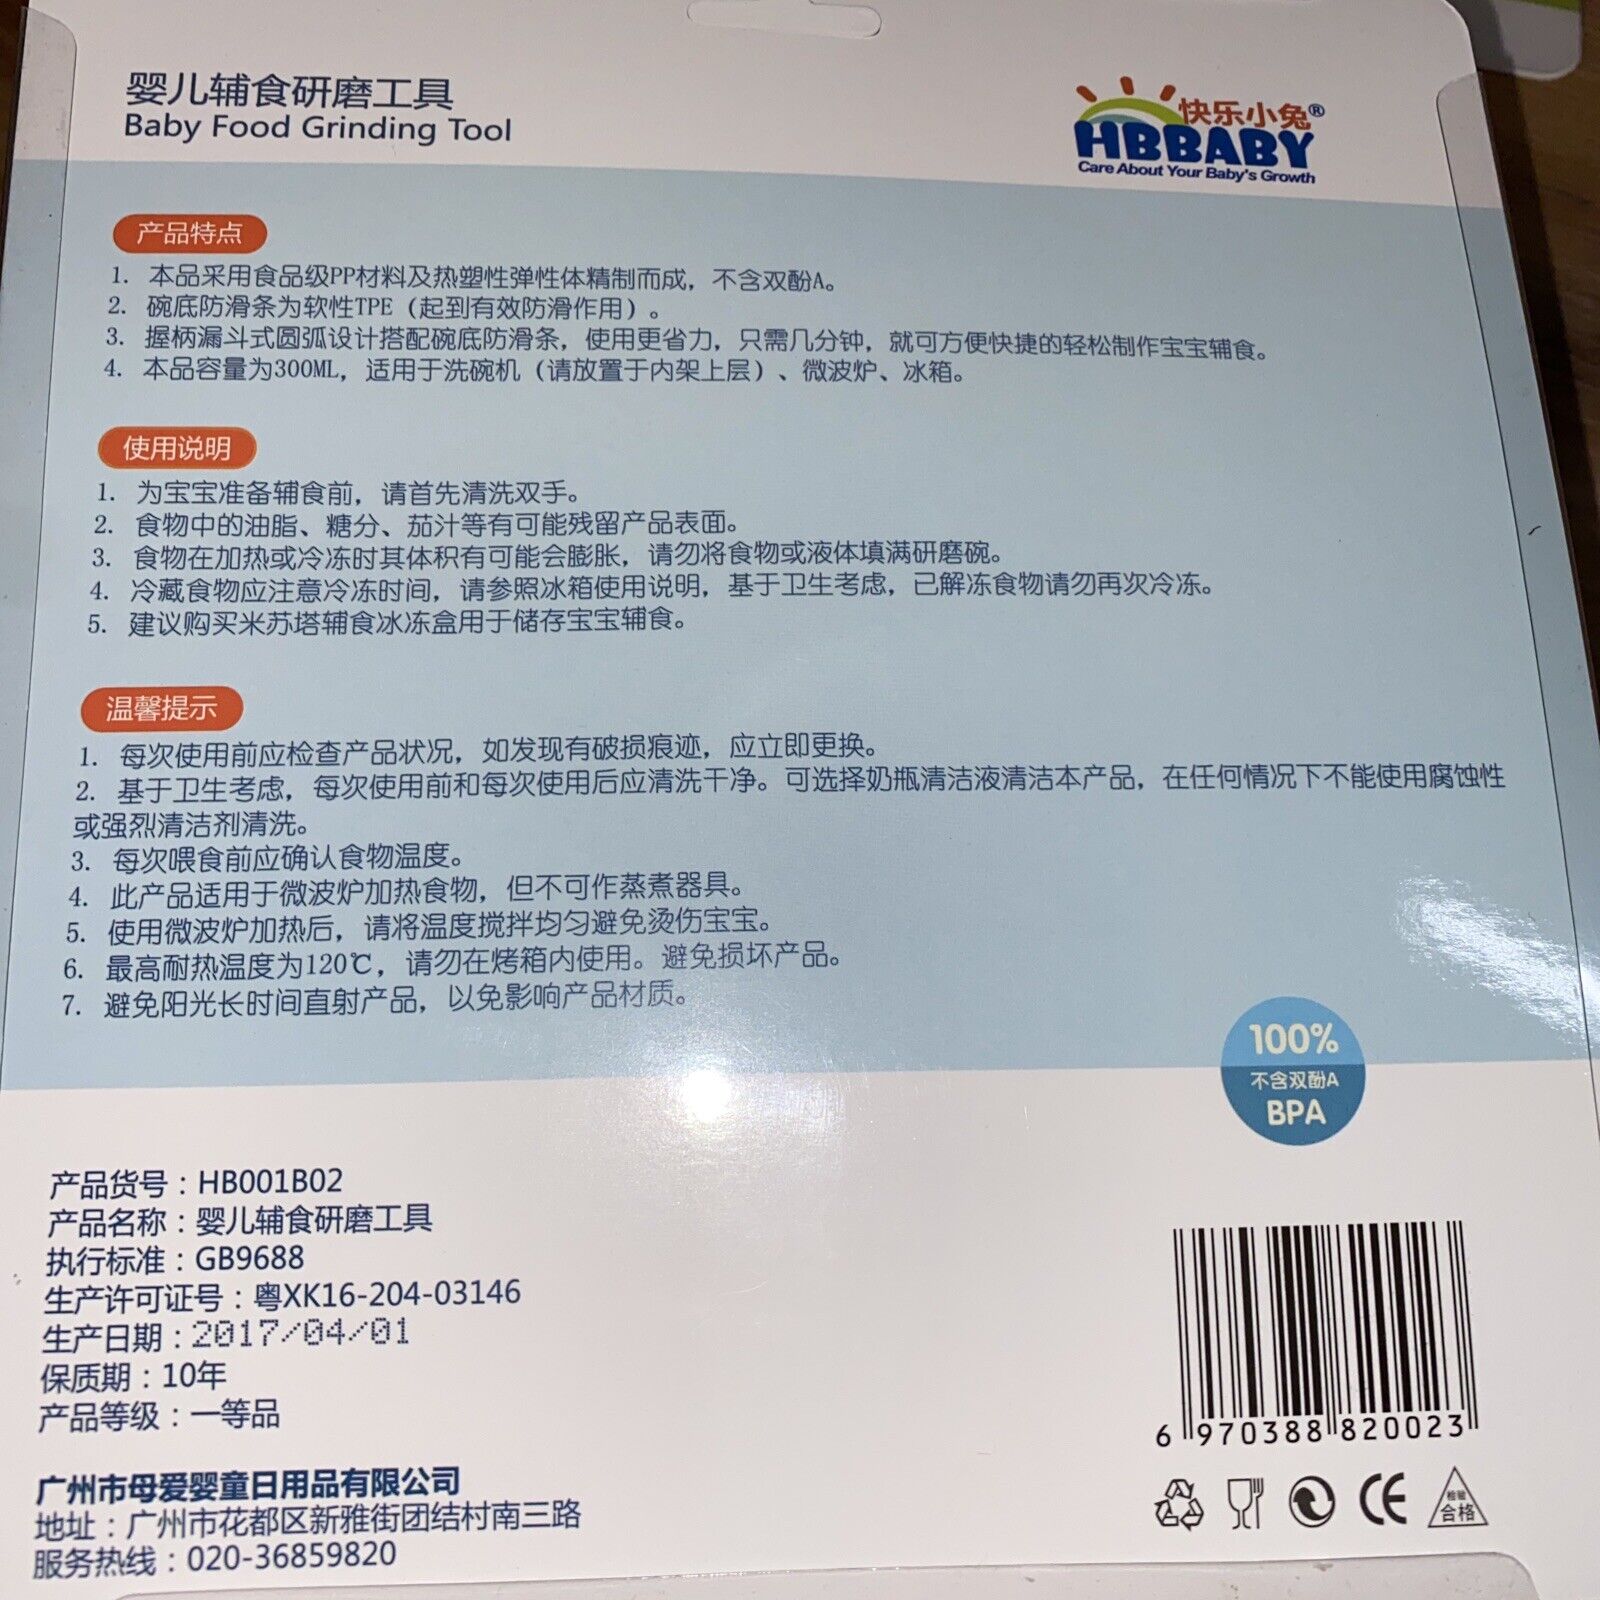 婴儿辅食研磨工具
Baby Food Grinding Tool
快乐小兔®
HBBABY
Care About Your Baby's Growth
产品特点
1. 本品采用食品级PP材料及热塑性弹性体精制而成，不含双酚A。
2. 碗底防滑条为软性TPE（起到有效防滑作用）。
3. 握柄漏斗式圆弧设计搭配碗底防滑条，使用更省力，只需几分钟，就可方便快捷的轻松制作宝宝辅食。
4. 本品容量为300ML，适用于洗碗机（请放置于内架上层）、微波炉、冰箱。
使用说明
1. 为宝宝准备辅食前，请首先清洗双手。
2. 食物中的油脂、糖分、茄汁等有可能残留产品表面。
3. 食物在加热或冷冻时其体积有可能会膨胀，请勿将食物或液体填满研磨碗。
4. 冷藏食物应注意冷冻时间，请参照冰箱使用说明，基于卫生考虑，已解冻食物请勿再次冷冻。
5. 建议购买米苏塔辅食冰冻盒用于储存宝宝辅食。
温馨提示
1. 每次使用前应检查产品状况，如发现有破损痕迹，应立即更换。
2. 基于卫生考虑，每次使用前和每次使用后应清洗干净。可选择奶瓶清洁液清洁本产品，在任何情况下不能使用腐蚀性
或强烈清洁剂清洗。
3. 每次喂食前应确认食物温度。
4. 此产品适用于微波炉加热食物，但不可作蒸煮器具。
5. 使用微波炉加热后，请将温度搅拌均匀避免烫伤宝宝。
6. 最高耐热温度为120℃，请勿在烤箱内使用。避免损坏产品。
7. 避免阳光长时间直射产品，以免影响产品材质。
100%
不含双酚A
BPA
产品货号：HB001B02
产品名称：婴儿辅食研磨工具
执行标准：GB9688
生产许可证号：粤XK16-204-03146
生产日期：2017/04/01
保质期：10年
产品等级：一等品
广州市母爱婴童日用品有限公司
地址：广州市花都区新雅街团结村南三路
服务热线：020-36859820
6 970388 820023
CE
检验
合格